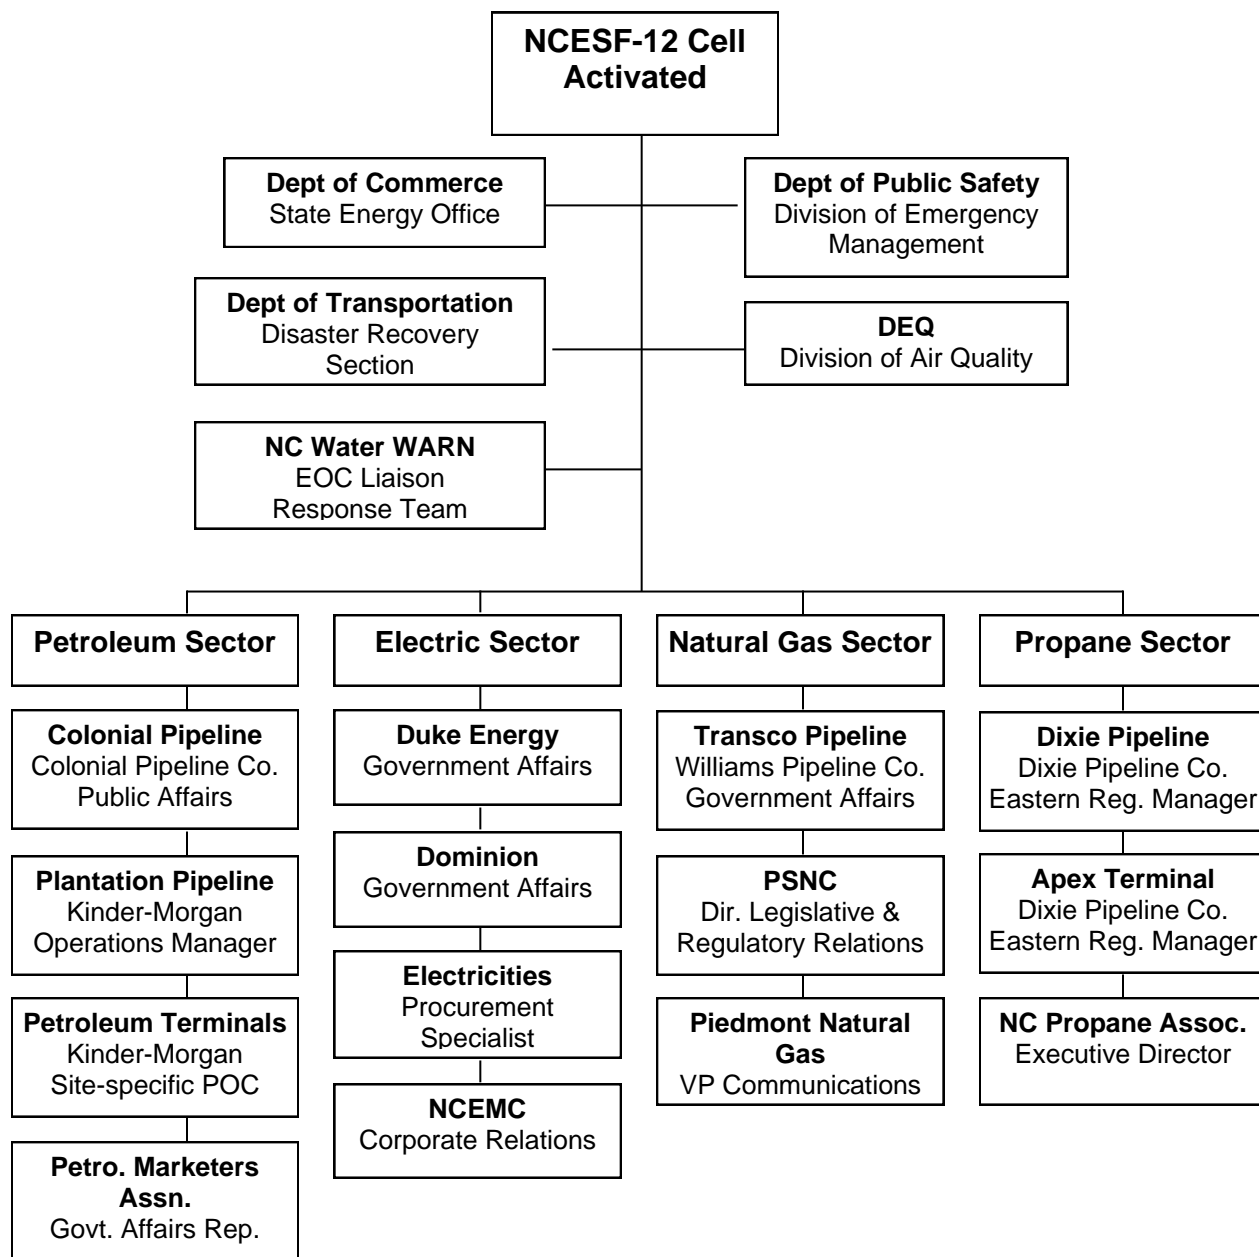 NCESF-12 Cell
Activated
Dept of Commerce
State Energy Office
Dept of Public Safety
Division of Emergency
Management
Dept of Transportation
Disaster Recovery
Section
DEQ
Division of Air Quality
NC Water WARN
EOC Liaison
Response Team
Petroleum Sector
Electric Sector
Natural Gas Sector
Propane Sector
Colonial Pipeline
Colonial Pipeline Co.
Public Affairs
Duke Energy
Government Affairs
Transco Pipeline
Williams Pipeline Co.
Government Affairs
Dixie Pipeline
Dixie Pipeline Co.
Eastern Reg. Manager
Plantation Pipeline
Kinder-Morgan
Operations Manager
Dominion
Government Affairs
PSNC
Dir. Legislative &
Regulatory Relations
Apex Terminal
Dixie Pipeline Co.
Eastern Reg. Manager
Petroleum Terminals
Kinder-Morgan
Site-specific POC
Electricities
Procurement
Specialist
Piedmont Natural
Gas
VP Communications
NC Propane Assoc.
Executive Director
Petro. Marketers
Assn.
Govt. Affairs Rep.
NCEMC
Corporate Relations